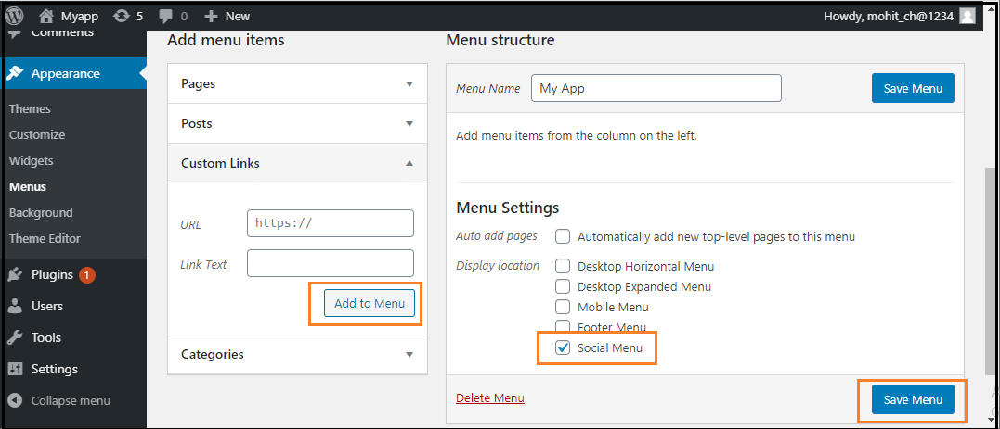 Myapp 5 0 + New Howdy, mohit_ch@1234
Comments
Appearance
Themes
Customize
Widgets
Menus
Background
Theme Editor
Plugins 1
Users
Tools
Settings
Collapse menu
Add menu items
Pages
Posts
Custom Links
URL https://
Link Text
Add to Menu
Categories
Menu structure
Menu Name My App Save Menu
Add menu items from the column on the left.
Menu Settings
Auto add pages Automatically add new top-level pages to this menu
Display location Desktop Horizontal Menu
Desktop Expanded Menu
Mobile Menu
Footer Menu
Social Menu
Delete Menu Save Menu